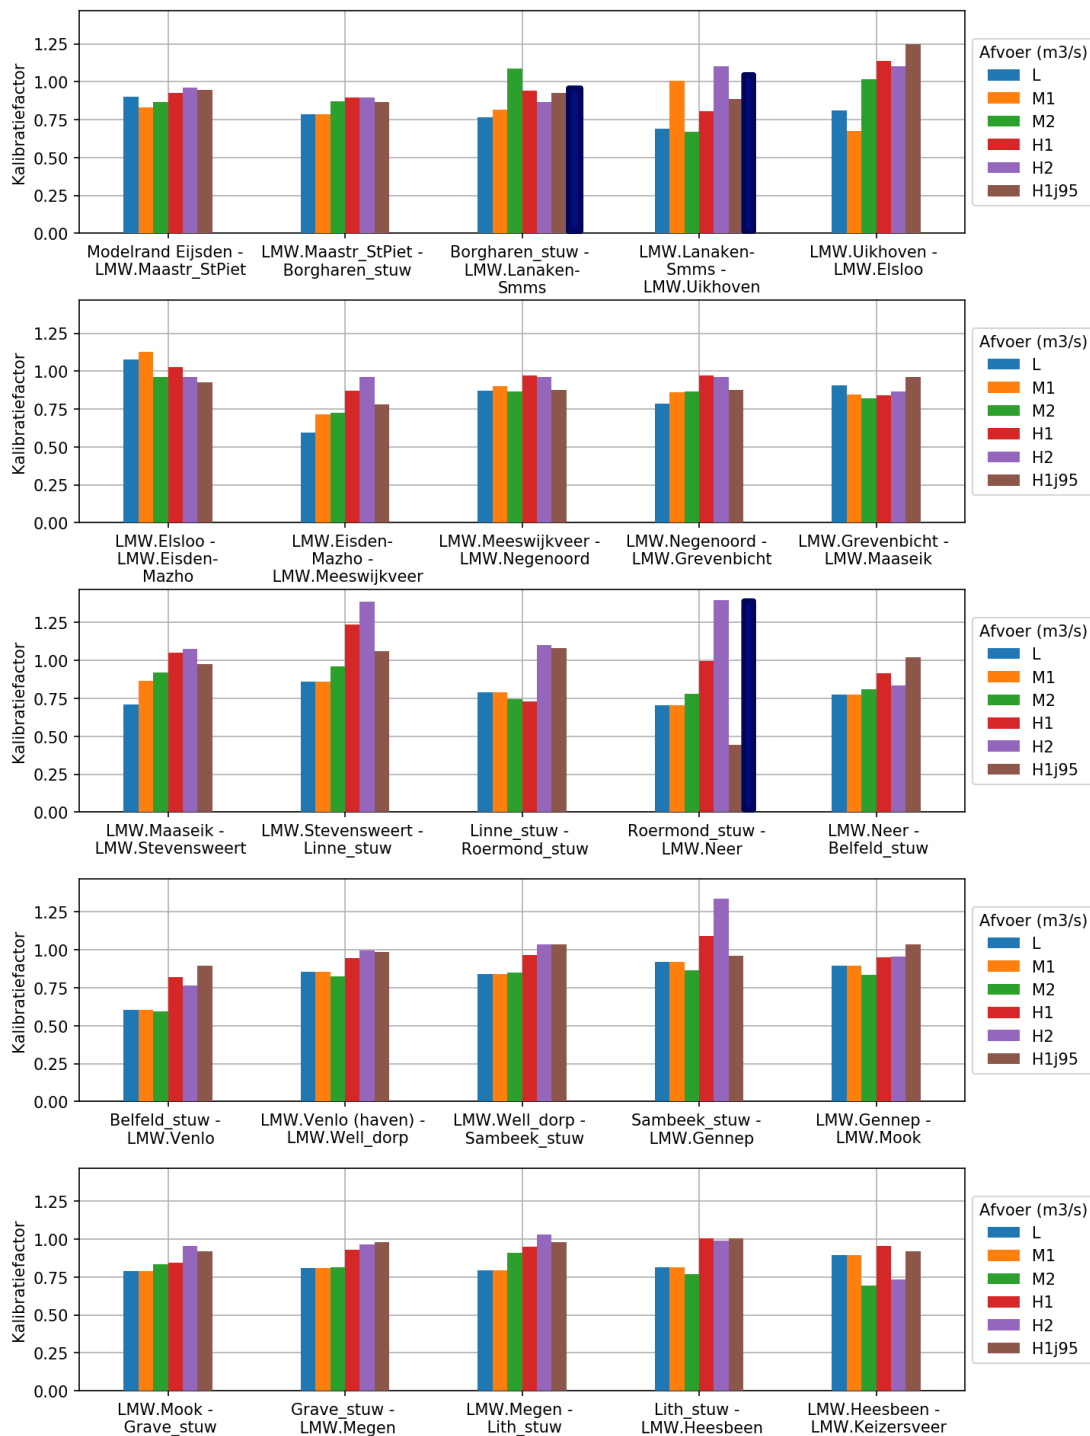 1.25
1.00
0.75
0.50
0.25
0.00
Kalibratiefactor
Modelrand Eijsden -
LMW.Maastr_StPiet
LMW.Maastr_StPiet -
Borgharen_stuw
Borgharen_stuw -
LMW.Lanaken-
Smms
LMW.Lanaken-
Smms -
LMW.Uikhoven
LMW.Uikhoven -
LMW.Elsloo
Afvoer (m3/s)
L
M1
M2
H1
H2
H1j95
1.25
1.00
0.75
0.50
0.25
0.00
Kalibratiefactor
LMW.Elsloo -
LMW.Eisden-
Mazho
LMW.Eisden-
Mazho -
LMW.Meeswijkveer
LMW.Meeswijkveer -
LMW.Negenoord
LMW.Negenoord -
LMW.Grevenbicht
LMW.Grevenbicht -
LMW.Maaseik
Afvoer (m3/s)
L
M1
M2
H1
H2
H1j95
1.25
1.00
0.75
0.50
0.25
0.00
Kalibratiefactor
LMW.Maaseik -
LMW.Stevensweert
LMW.Stevensweert -
Linne_stuw
Linne_stuw -
Roermond_stuw
Roermond_stuw -
LMW.Neer
LMW.Neer -
Belfeld_stuw
Afvoer (m3/s)
L
M1
M2
H1
H2
H1j95
1.25
1.00
0.75
0.50
0.25
0.00
Kalibratiefactor
Belfeld_stuw -
LMW.Venlo
LMW.Venlo (haven) -
LMW.Well_dorp
LMW.Well_dorp -
Sambeek_stuw
Sambeek_stuw -
LMW.Gennep
LMW.Gennep -
LMW.Mook
Afvoer (m3/s)
L
M1
M2
H1
H2
H1j95
1.25
1.00
0.75
0.50
0.25
0.00
Kalibratiefactor
LMW.Mook -
Grave_stuw
Grave_stuw -
LMW.Megen
LMW.Megen -
Lith_stuw
Lith_stuw -
LMW.Heesbeen
LMW.Heesbeen -
LMW.Keizersveer
Afvoer (m3/s)
L
M1
M2
H1
H2
H1j95